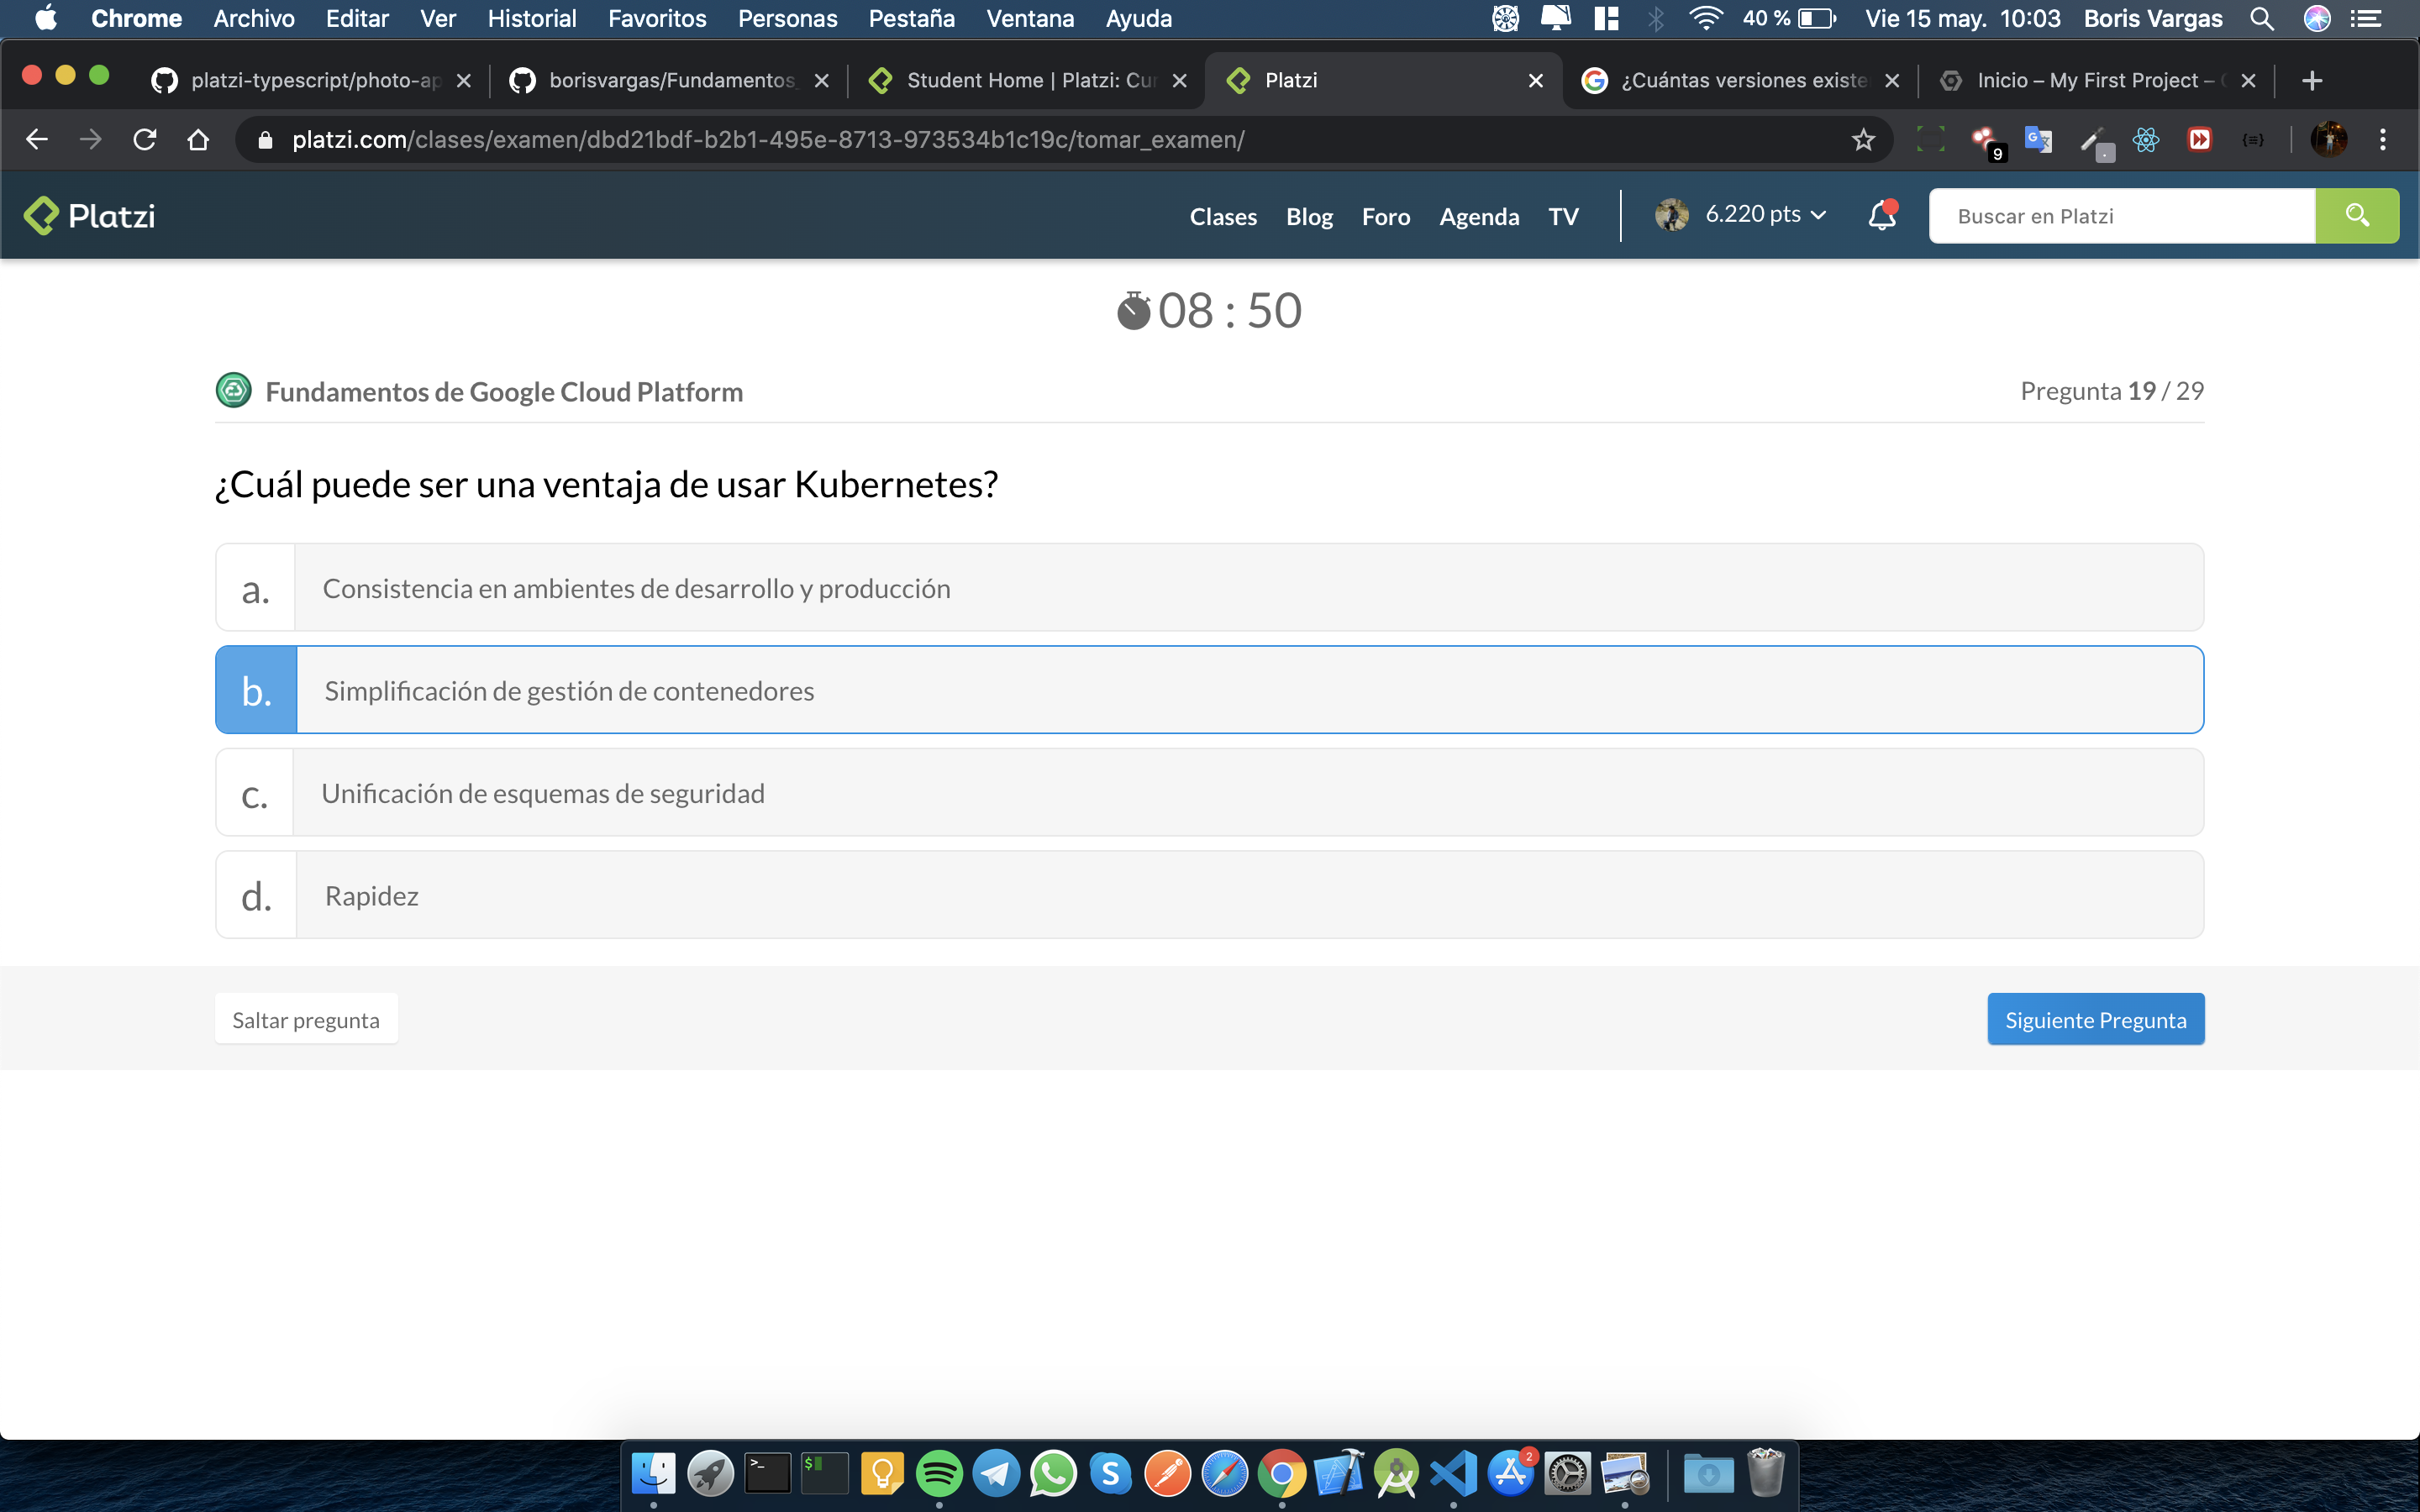 Chrome Archivo Editar Ver Historial Favoritos Personas Pestaña Ventana Ayuda 40 % Vie 15 may. 10:03 Boris Vargas
platzi-typescript/photo-ap borisvargas/Fundamentos_ Student Home | Platzi: Cur Platzi ¿Cuántas versiones existe Inicio – My First Project –
platzi.com/clases/examen/dbd21bdf-b2b1-495e-8713-973534b1c19c/tomar_examen/ 9
Platzi Clases Blog Foro Agenda TV 6.220 pts Buscar en Platzi
08 : 50
Fundamentos de Google Cloud Platform Pregunta 19 / 29
¿Cuál puede ser una ventaja de usar Kubernetes?
a. Consistencia en ambientes de desarrollo y producción
b. Simplificación de gestión de contenedores
c. Unificación de esquemas de seguridad
d. Rapidez
Saltar pregunta Siguiente Pregunta
2